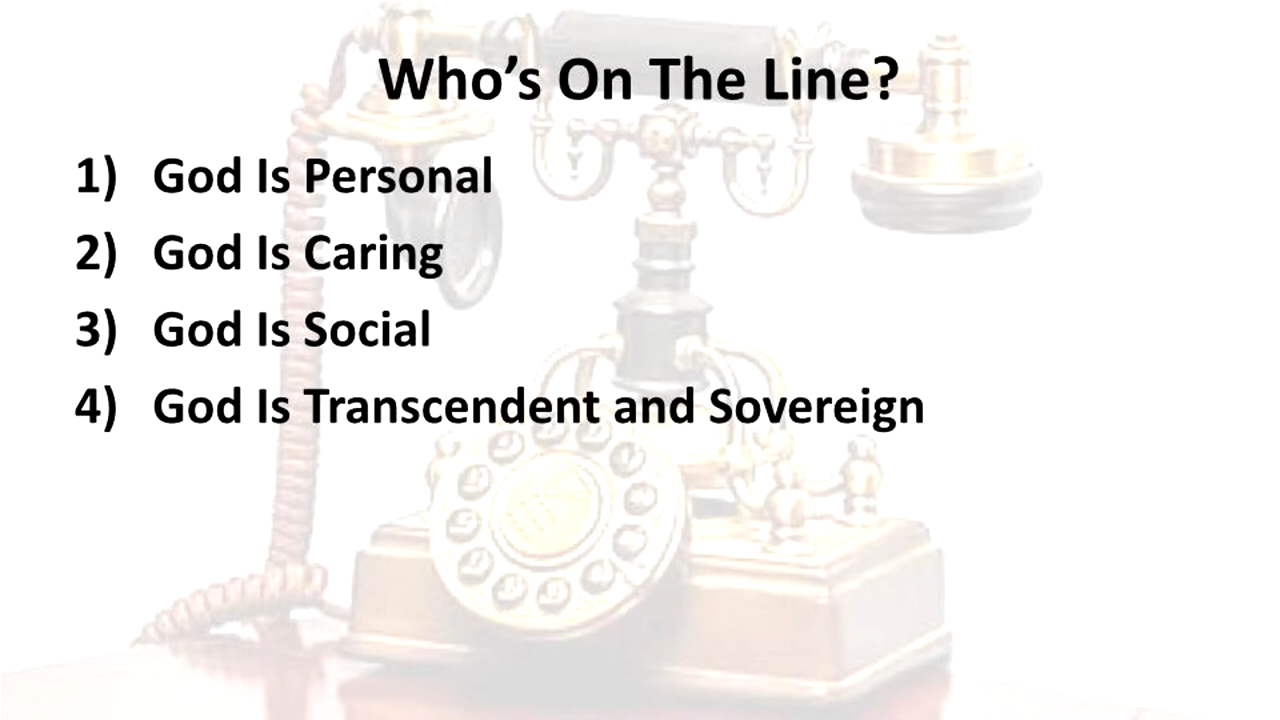 Who’s On The Line?
1) God Is Personal
2) God Is Caring
3) God Is Social
4) God Is Transcendent and Sovereign